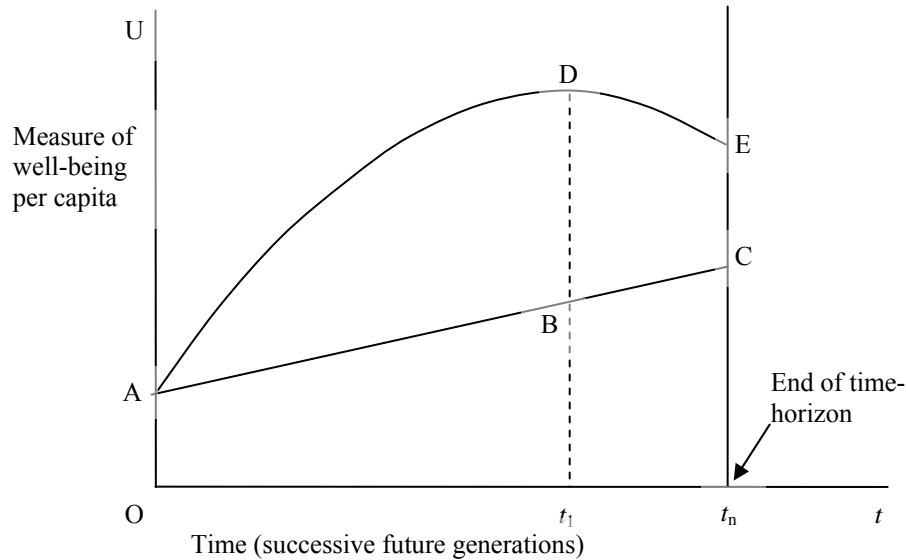 U
D
Measure of
well-being
per capita
E
C
B
A
End of time-
horizon
O
t₁
tₙ
t
Time (successive future generations)